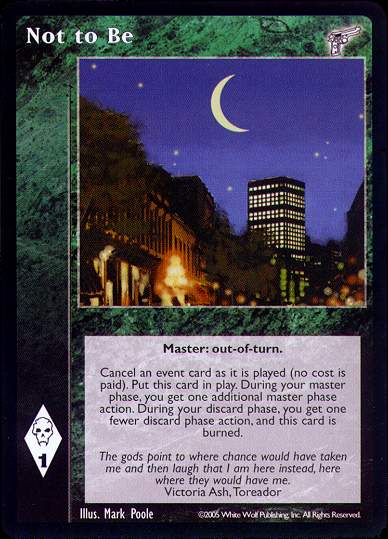 Not to Be
Master: out-of-turn.
Cancel an event card as it is played (no cost is
paid). Put this card in play. During your master
phase, you get one additional master phase
action. During your discard phase, you get one
fewer discard phase action, and this card is
burned.
The gods point to where chance would have taken
me and then laugh that I am here instead, here
where they would have me.
Victoria Ash, Toreador
1
Illus. Mark Poole
©2005 White Wolf Publishing, Inc. All Rights Reserved.